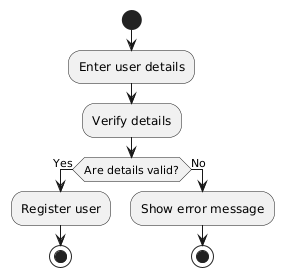 Enter user details
Verify details
Are details valid?
Yes
No
Register user
Show error message